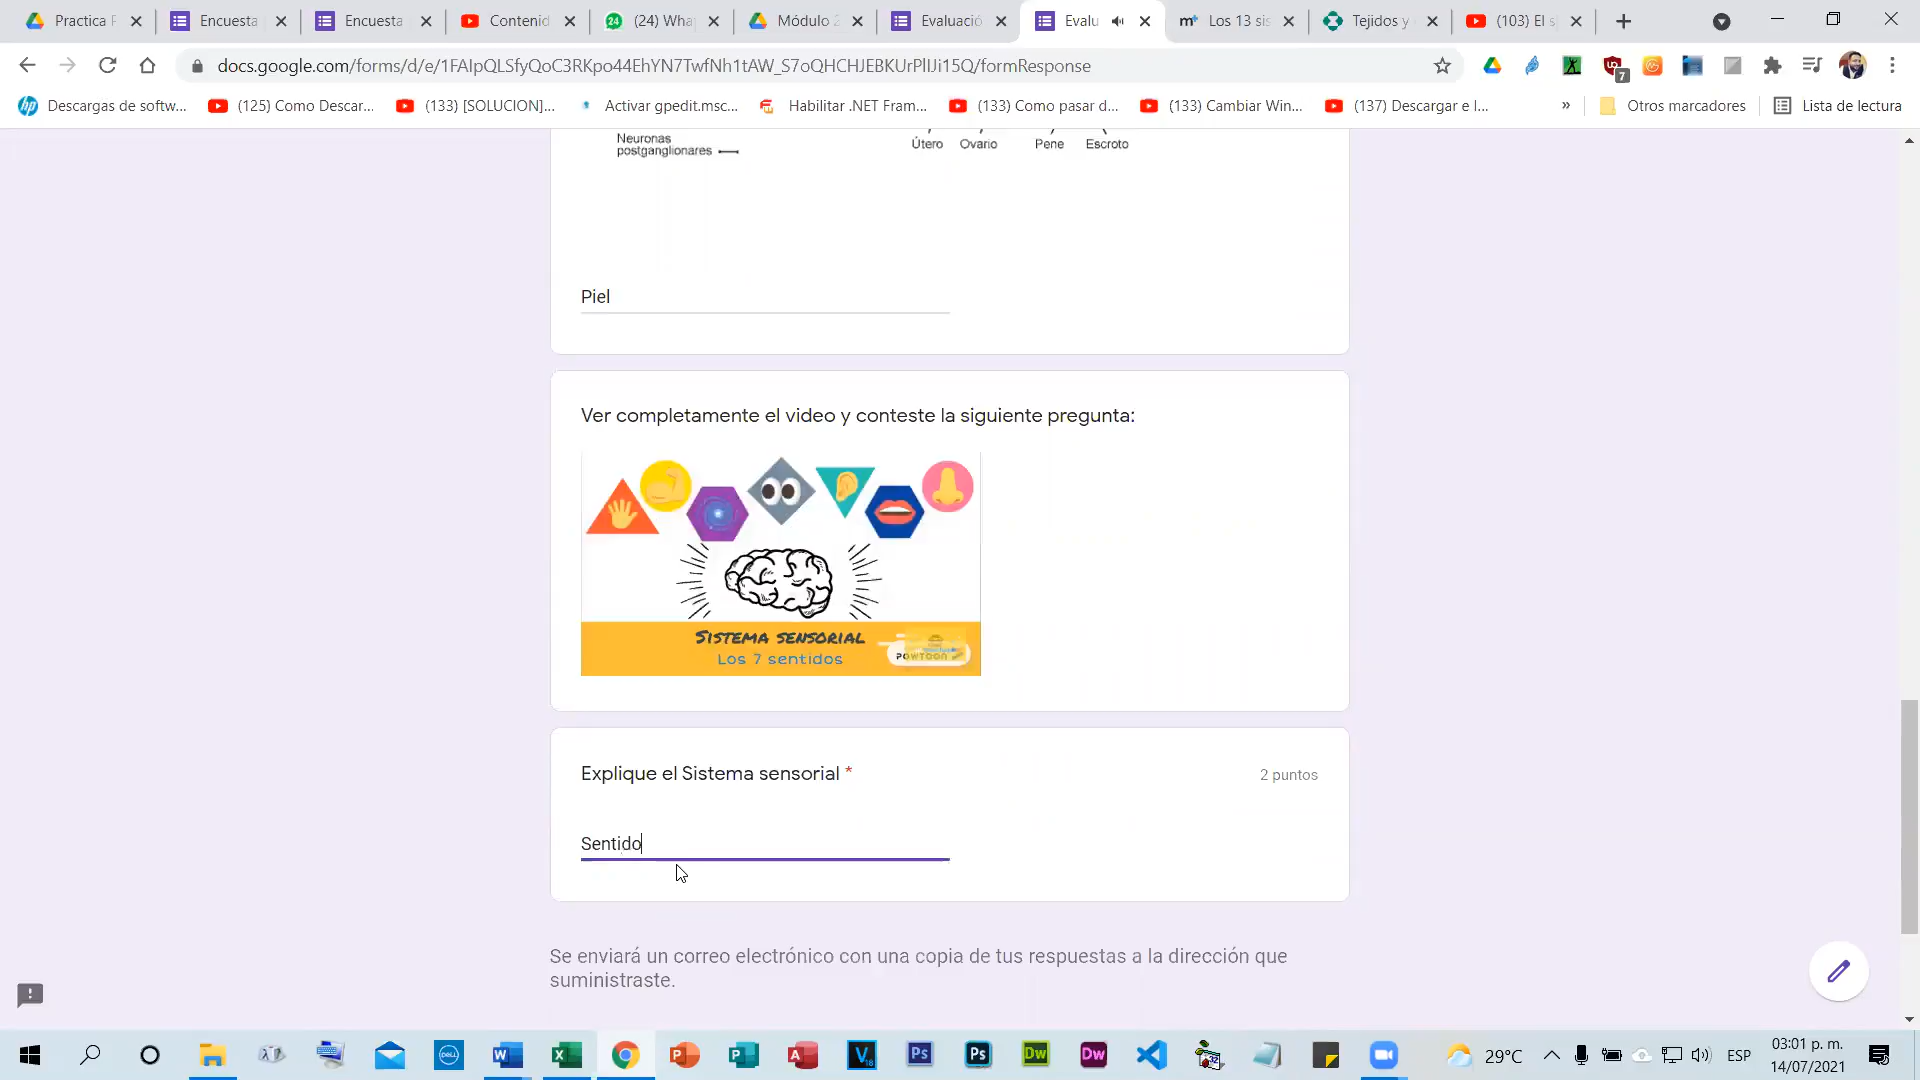 Practica P
Encuesta
Encuesta
Contenid
(24) Wha
Módulo 2
Evaluació
Evalu
Los 13 sis
Tejidos y
(103) El s
docs.google.com/forms/d/e/1FAIpQLSfyQoC3RKpo44EhYN7TwfNh1tAW_S7oQHCHJEBKUrPlIJi15Q/formResponse
7
Descargas de softw...
(125) Como Descar...
(133) [SOLUCION]...
Activar gpedit.msc...
Habilitar .NET Fram...
(133) Como pasar d...
(133) Cambiar Win...
(137) Descargar e I...
»
Otros marcadores
Lista de lectura
Neuronas
postganglionares
Útero Ovario Pene Escroto
Piel
Ver completamente el video y conteste la siguiente pregunta:
Sistema sensorial
Los 7 sentidos
POWTOON
Explique el Sistema sensorial *
2 puntos
Sentido
Se enviará un correo electrónico con una copia de tus respuestas a la dirección que
suministraste.
29°C
ESP
03:01 p. m.
14/07/2021